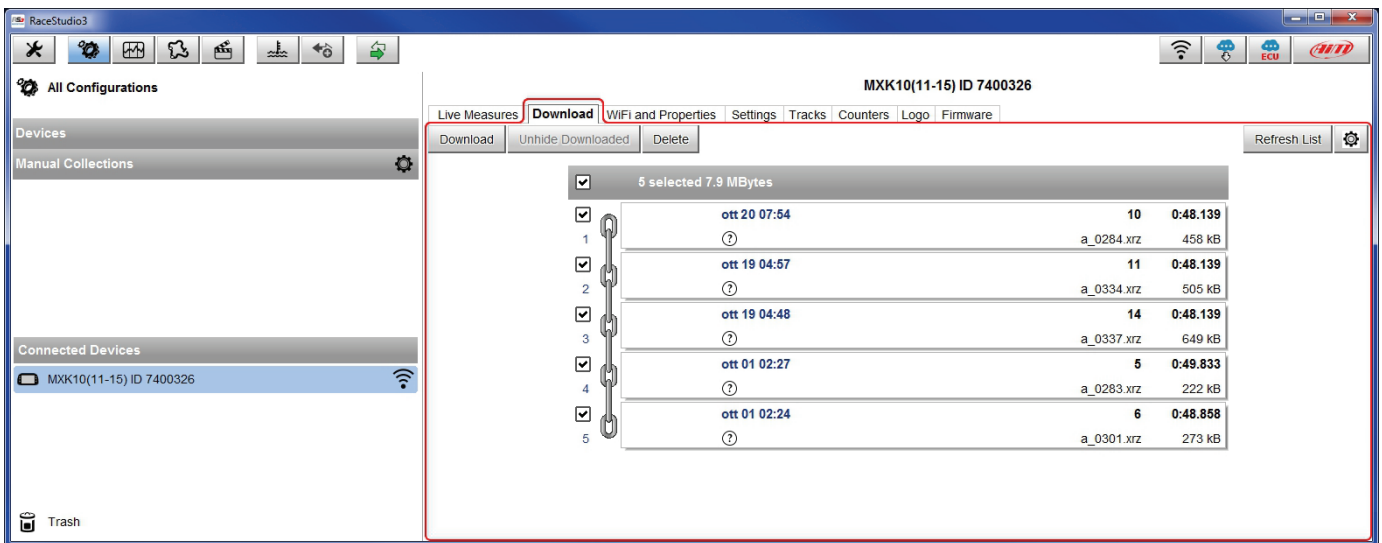 RaceStudio3
ECU
AiM
All Configurations
MXK10(11-15) ID 7400326
Live Measures Download WiFi and Properties Settings Tracks Counters Logo Firmware
Devices
Download Unhide Downloaded Delete Refresh List
Manual Collections
5 selected 7.9 MBytes
ott 20 07:54 10 0:48.139
1 ? a_0284.xrz 458 kB
ott 19 04:57 11 0:48.139
2 ? a_0334.xrz 505 kB
ott 19 04:48 14 0:48.139
3 ? a_0337.xrz 649 kB
Connected Devices
ott 01 02:27 5 0:49.833
MXK10(11-15) ID 7400326
4 ? a_0283.xrz 222 kB
ott 01 02:24 6 0:48.858
5 ? a_0301.xrz 273 kB
Trash